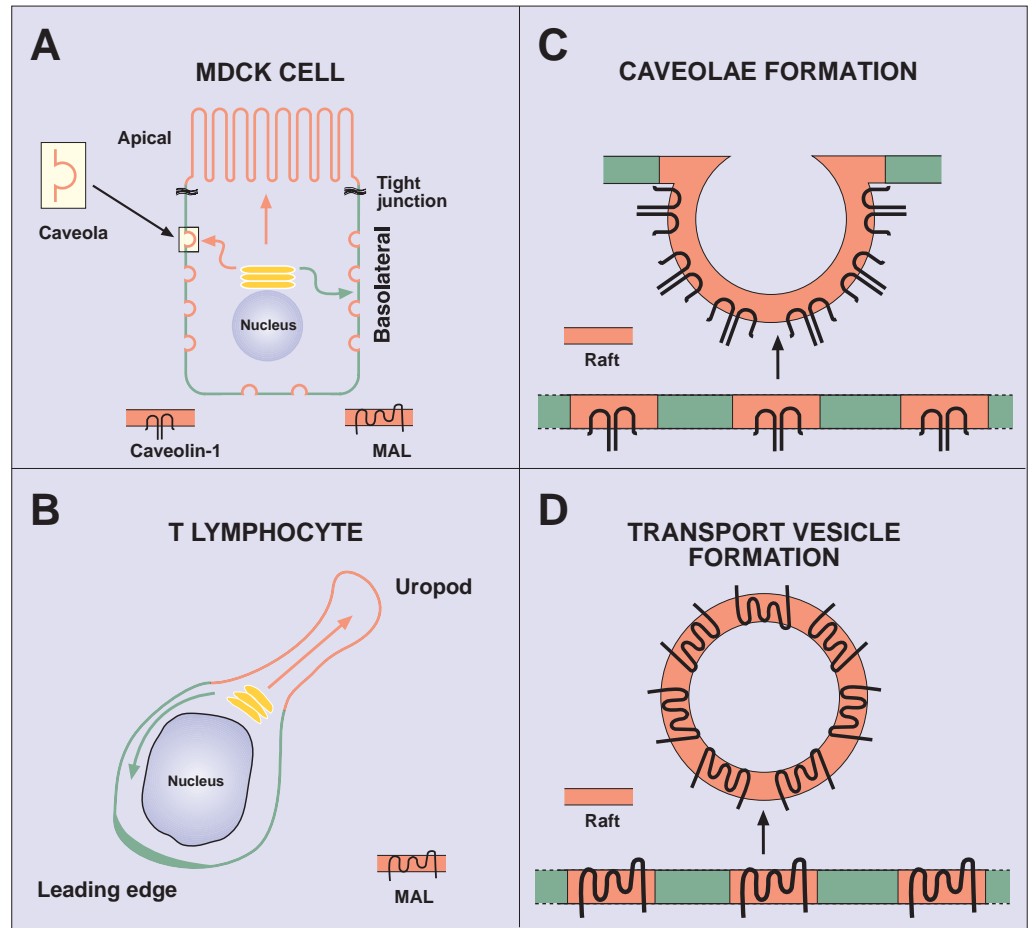 A
MDCK CELL
Apical
Tight
junction
Caveola
Basolateral
Nucleus
Caveolin-1
MAL
B
T LYMPHOCYTE
Uropod
Nucleus
Leading edge
MAL
C
CAVEOLAE FORMATION
Raft
D
TRANSPORT VESICLE
FORMATION
Raft